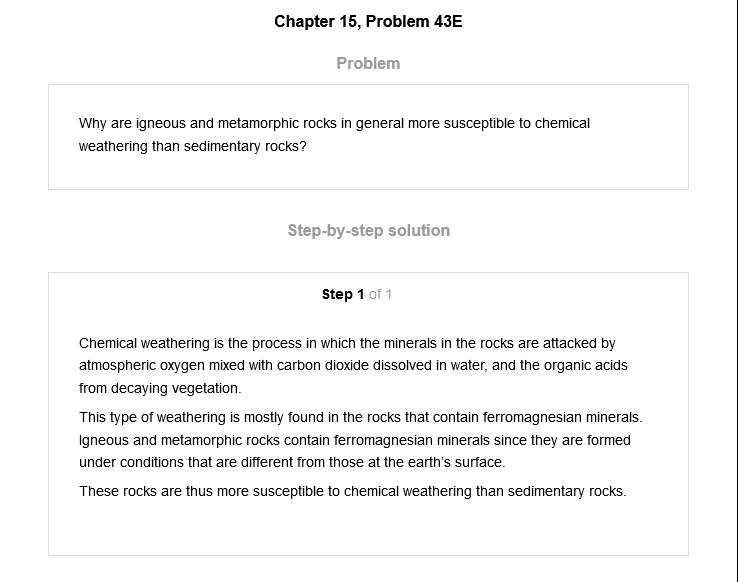 Chapter 15, Problem 43E
Problem
Why are igneous and metamorphic rocks in general more susceptible to chemical
weathering than sedimentary rocks?
Step-by-step solution
Step 1 of 1
Chemical weathering is the process in which the minerals in the rocks are attacked by
atmospheric oxygen mixed with carbon dioxide dissolved in water, and the organic acids
from decaying vegetation.
This type of weathering is mostly found in the rocks that contain ferromagnesian minerals.
Igneous and metamorphic rocks contain ferromagnesian minerals since they are formed
under conditions that are different from those at the earth's surface.
These rocks are thus more susceptible to chemical weathering than sedimentary rocks.